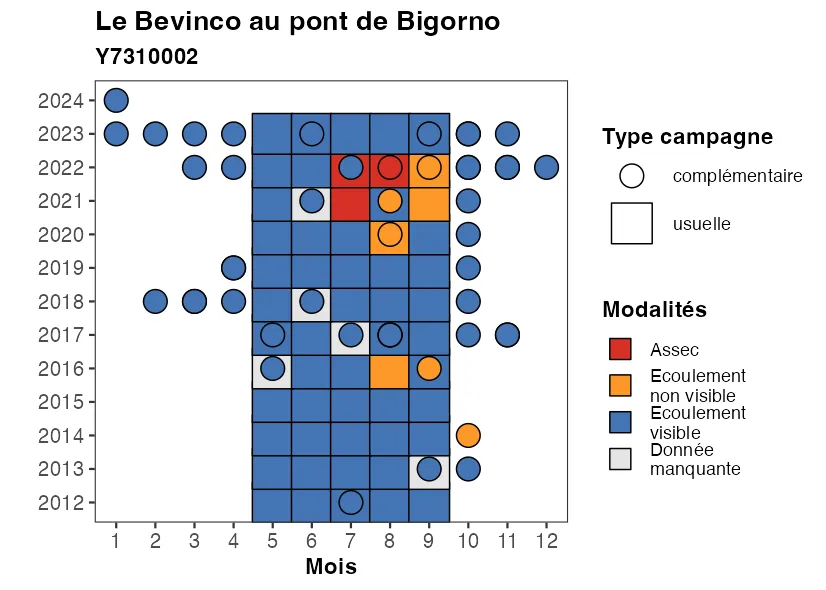 Le Bevinco au pont de Bigorno
Y7310002
2024
2023
2022
2021
2020
2019
2018
2017
2016
2015
2014
2013
2012
1 2 3 4 5 6 7 8 9 10 11 12
Mois
Type campagne
complémentaire
usuelle
Modalités
Assec
Ecoulement
non visible
Ecoulement
visible
Donnée
manquante